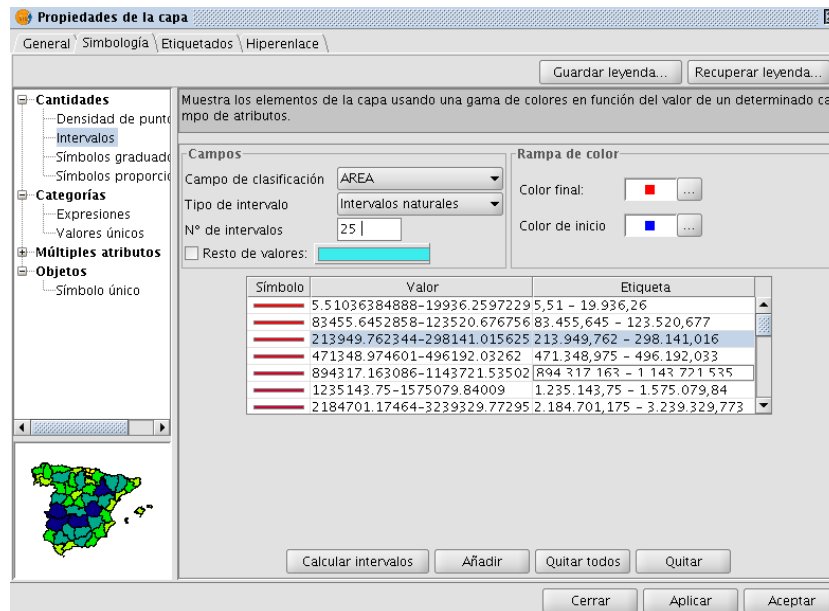 Propiedades de la capa
General Simbología Etiquetados Hiperenlace
Guardar leyenda... Recuperar leyenda...
Cantidades
Densidad de punt
Intervalos
Símbolos graduad
Símbolos proporci
Categorías
Expresiones
Valores únicos
Múltiples atributos
Objetos
Símbolo único
Muestra los elementos de la capa usando una gama de colores en función del valor de un determinado ca
mpo de atributos.
Campos
Campo de clasificación AREA
Tipo de intervalo Intervalos naturales
Nº de intervalos 25
Resto de valores:
Rampa de color
Color final: ...
Color de inicio ...
Símbolo Valor Etiqueta
5.51036384888-19936.2597229 5,51 - 19.936,26
83455.6452858-123520.676756 83.455,645 - 123.520,677
213949.762344-298141.015625 213.949,762 - 298.141,016
471348.974601-496192.03262 471.348,975 - 496.192,033
894317.163086-1143721.53502 894.317,163 - 1.143.721,535
1235143.75-1575079.84009 1.235.143,75 - 1.575.079,84
2184701.17464-3239329.77295 2.184.701,175 - 3.239.329,773
Calcular intervalos Añadir Quitar todos Quitar
Cerrar Aplicar Aceptar